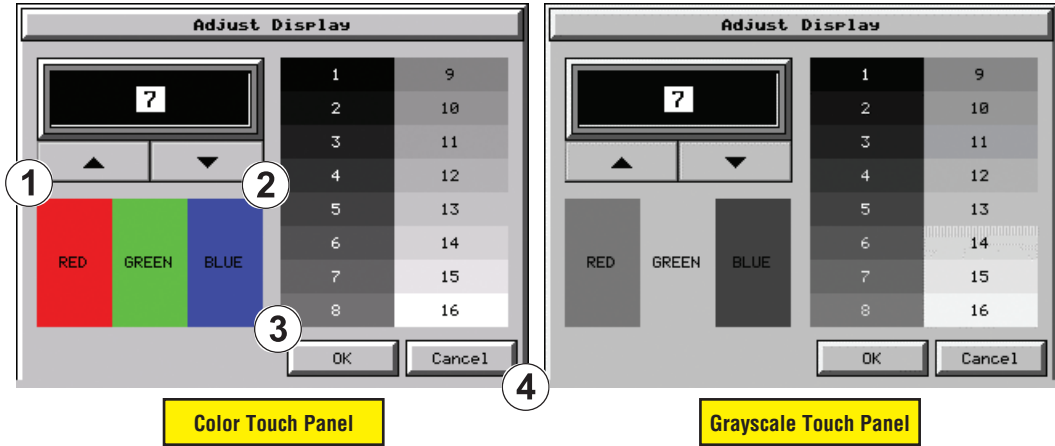 Adjust Display
7
1 9
2 10
3 11
4 12
5 13
6 14
7 15
8 16
1
2
RED GREEN BLUE
3
OK Cancel
4
Color Touch Panel
Adjust Display
7
1 9
2 10
3 11
4 12
5 13
6 14
7 15
8 16
RED GREEN BLUE
OK Cancel
Grayscale Touch Panel